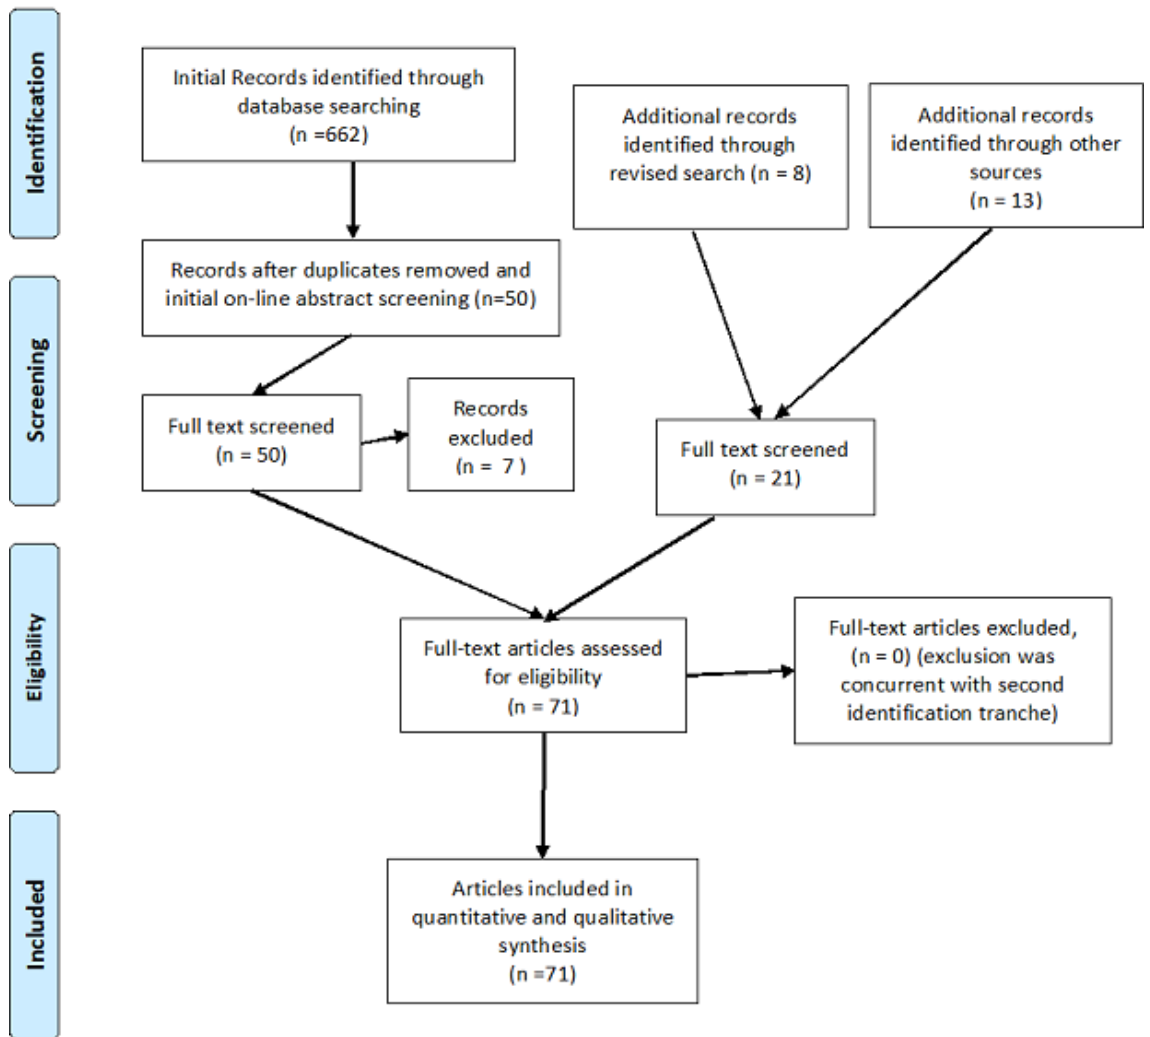 Identification
Initial Records identified through
database searching
(n =662)
Additional records
identified through
revised search (n = 8)
Additional records
identified through other
sources
(n = 13)
Screening
Records after duplicates removed and
initial on-line abstract screening (n=50)
Full text screened
(n = 50)
Records
excluded
(n = 7 )
Full text screened
(n = 21)
Eligibility
Full-text articles assessed
for eligibility
(n = 71)
Full-text articles excluded,
(n = 0) (exclusion was
concurrent with second
identification tranche)
Included
Articles included in
quantitative and qualitative
synthesis
(n =71)